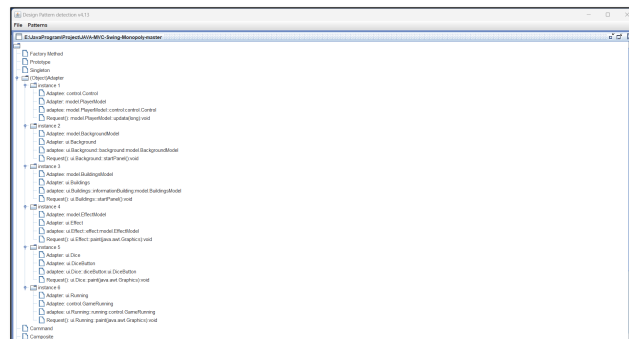 Design Pattern detection v4.13
File Patterns
E:\JavaProgram\Project\JAVA-MVC-Swing-Monopoly-master
Factory Method
Prototype
Singleton
(Object)Adapter
instance 1
Adaptee: control.Control
Adapter: model.PlayerModel
adaptee: model.PlayerModel::control:control.Control
Request(): model.PlayerModel::updata(long):void
instance 2
Adaptee: model.BackgroundModel
Adapter: ui.Background
adaptee: ui.Background::background:model.BackgroundModel
Request(): ui.Background::startPanel():void
instance 3
Adaptee: model.BuildingsModel
Adapter: ui.Buildings
adaptee: ui.Buildings::informationBuilding:model.BuildingsModel
Request(): ui.Buildings::startPanel():void
instance 4
Adaptee: model.EffectModel
Adapter: ui.Effect
adaptee: ui.Effect::effect:model.EffectModel
Request(): ui.Effect::paint(java.awt.Graphics):void
instance 5
Adapter: ui.Dice
Adaptee: ui.DiceButton
adaptee: ui.Dice::diceButton:ui.DiceButton
Request(): ui.Dice::paint(java.awt.Graphics):void
instance 6
Adapter: ui.Running
Adaptee: control.GameRunning
adaptee: ui.Running::running:control.GameRunning
Request(): ui.Running::paint(java.awt.Graphics):void
Command
Composite